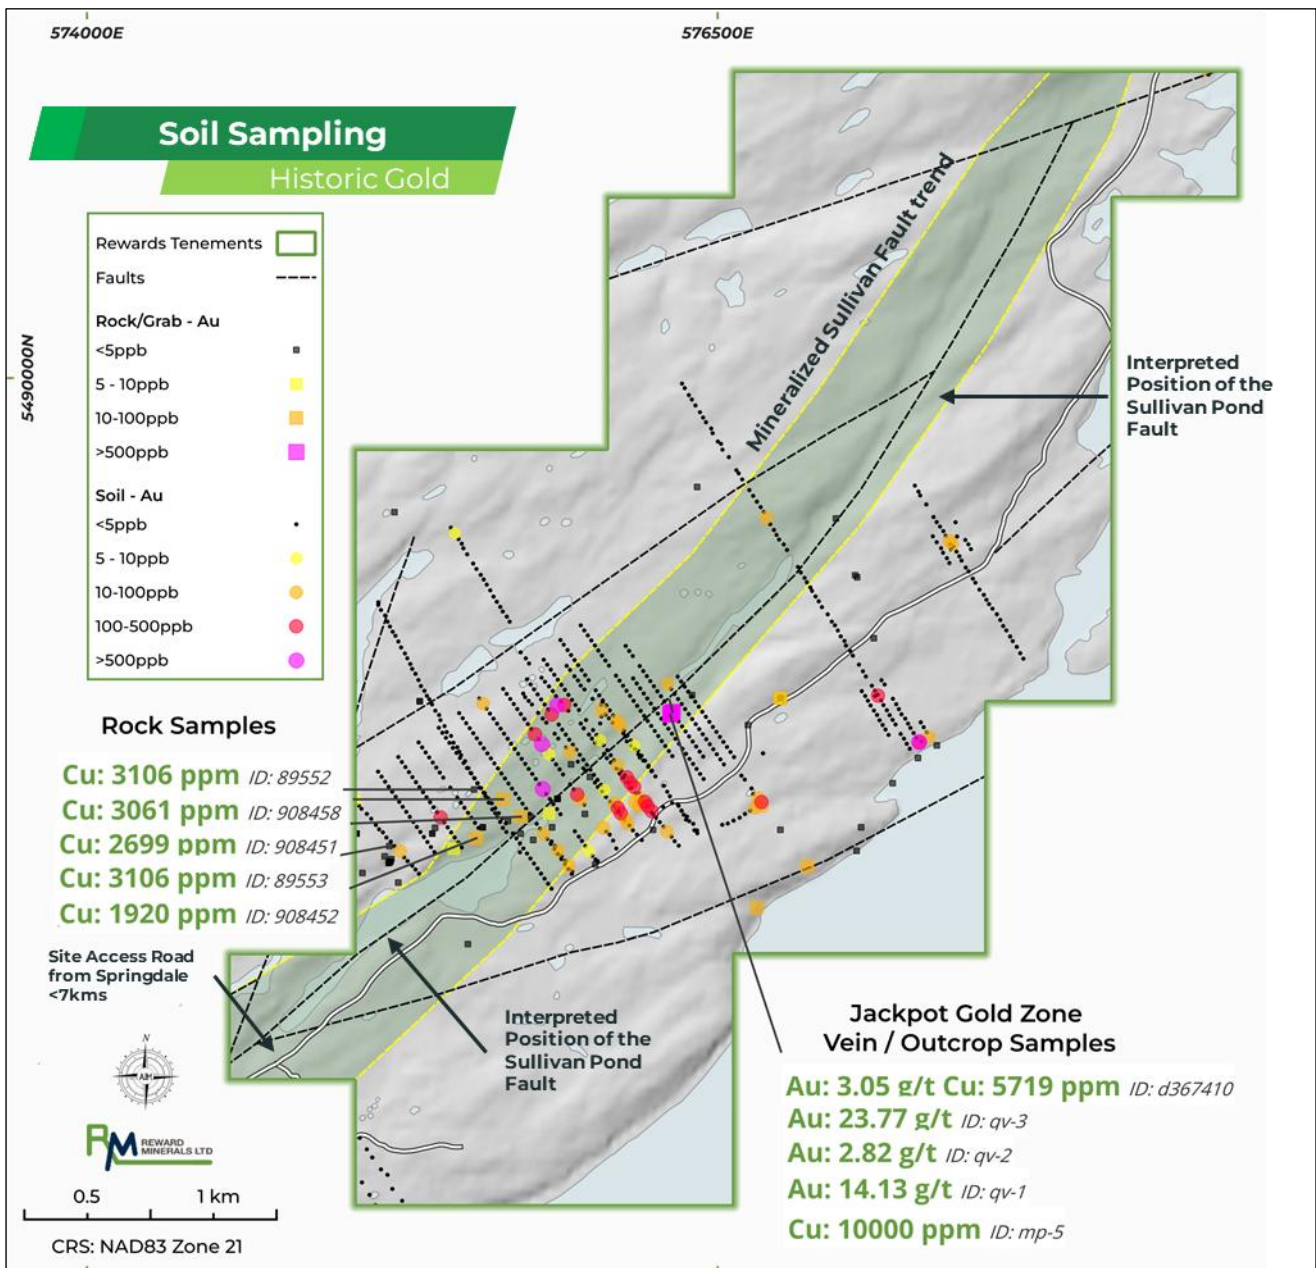 574000E
576500E
5490000N
Soil Sampling
Historic Gold
Rewards Tenements
Faults
Rock/Grab - Au
<5ppb
5 - 10ppb
10-100ppb
>500ppb
Soil - Au
<5ppb
5 - 10ppb
10-100ppb
100-500ppb
>500ppb
Mineralized Sullivan Fault trend
Interpreted
Position of the
Sullivan Pond
Fault
Rock Samples
Cu: 3106 ppm ID: 89552
Cu: 3061 ppm ID: 908458
Cu: 2699 ppm ID: 908451
Cu: 3106 ppm ID: 89553
Cu: 1920 ppm ID: 908452
Site Access Road
from Springdale
<7kms
Interpreted
Position of the
Sullivan Pond
Fault
Jackpot Gold Zone
Vein / Outcrop Samples
Au: 3.05 g/t Cu: 5719 ppm ID: d367410
Au: 23.77 g/t ID: qv-3
Au: 2.82 g/t ID: qv-2
Au: 14.13 g/t ID: qv-1
Cu: 10000 ppm ID: mp-5
N
AIM
RM REWARD
MINERALS LTD
0.5 1 km
CRS: NAD83 Zone 21